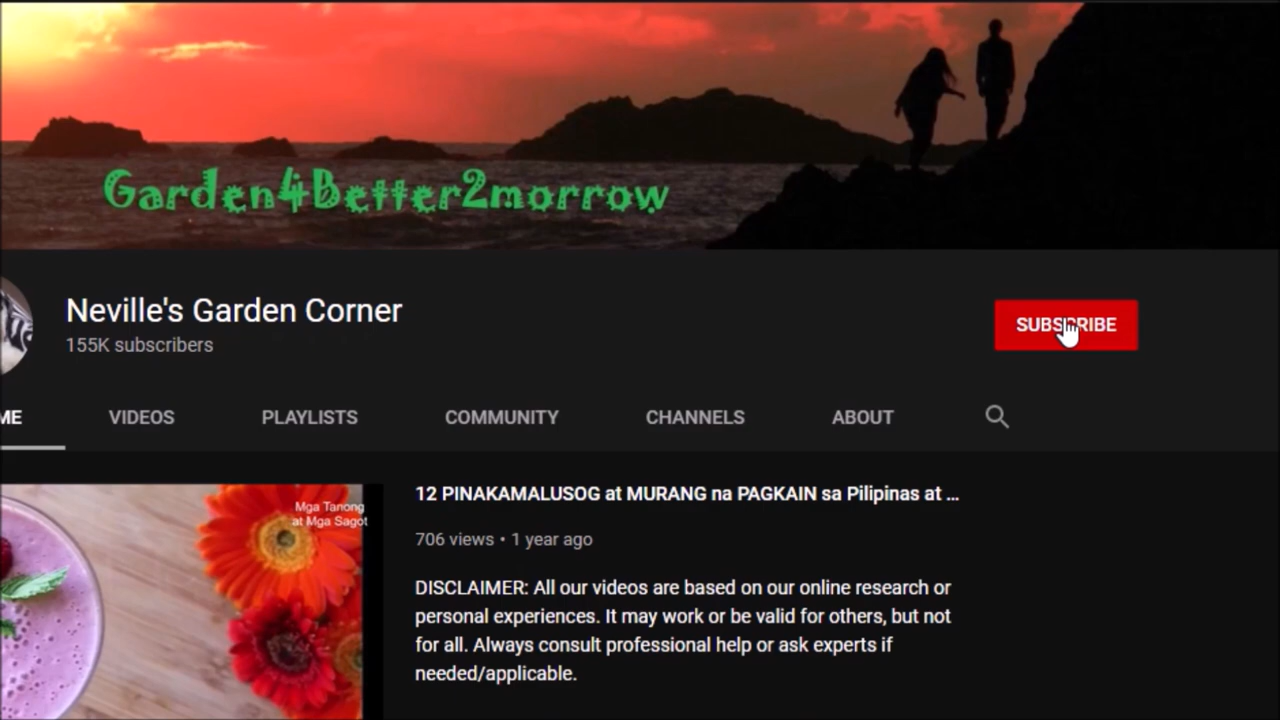 Garden4Better2morrow
Neville's Garden Corner
155K subscribers
SUBSCRIBE
ME
VIDEOS
PLAYLISTS
COMMUNITY
CHANNELS
ABOUT
Mga Tanong
at Mga Sagot
12 PINAKAMALUSOG at MURANG na PAGKAIN sa Pilipinas at ...
706 views • 1 year ago
DISCLAIMER: All our videos are based on our online research or
personal experiences. It may work or be valid for others, but not
for all. Always consult professional help or ask experts if
needed/applicable.